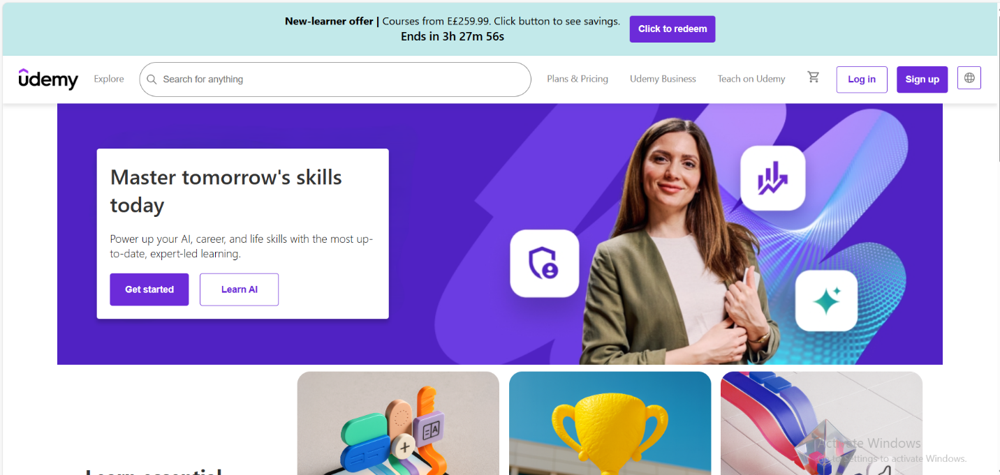 New-learner offer | Courses from E£259.99. Click button to see savings.
Ends in 3h 27m 56s
Click to redeem
udemy
Explore
Search for anything
Plans & Pricing
Udemy Business
Teach on Udemy
Log in
Sign up
Master tomorrow's skills
today
Power up your AI, career, and life skills with the most up-
to-date, expert-led learning.
Get started
Learn AI
A
Activate Windows
Go to Settings to activate Windows.
Learn essential